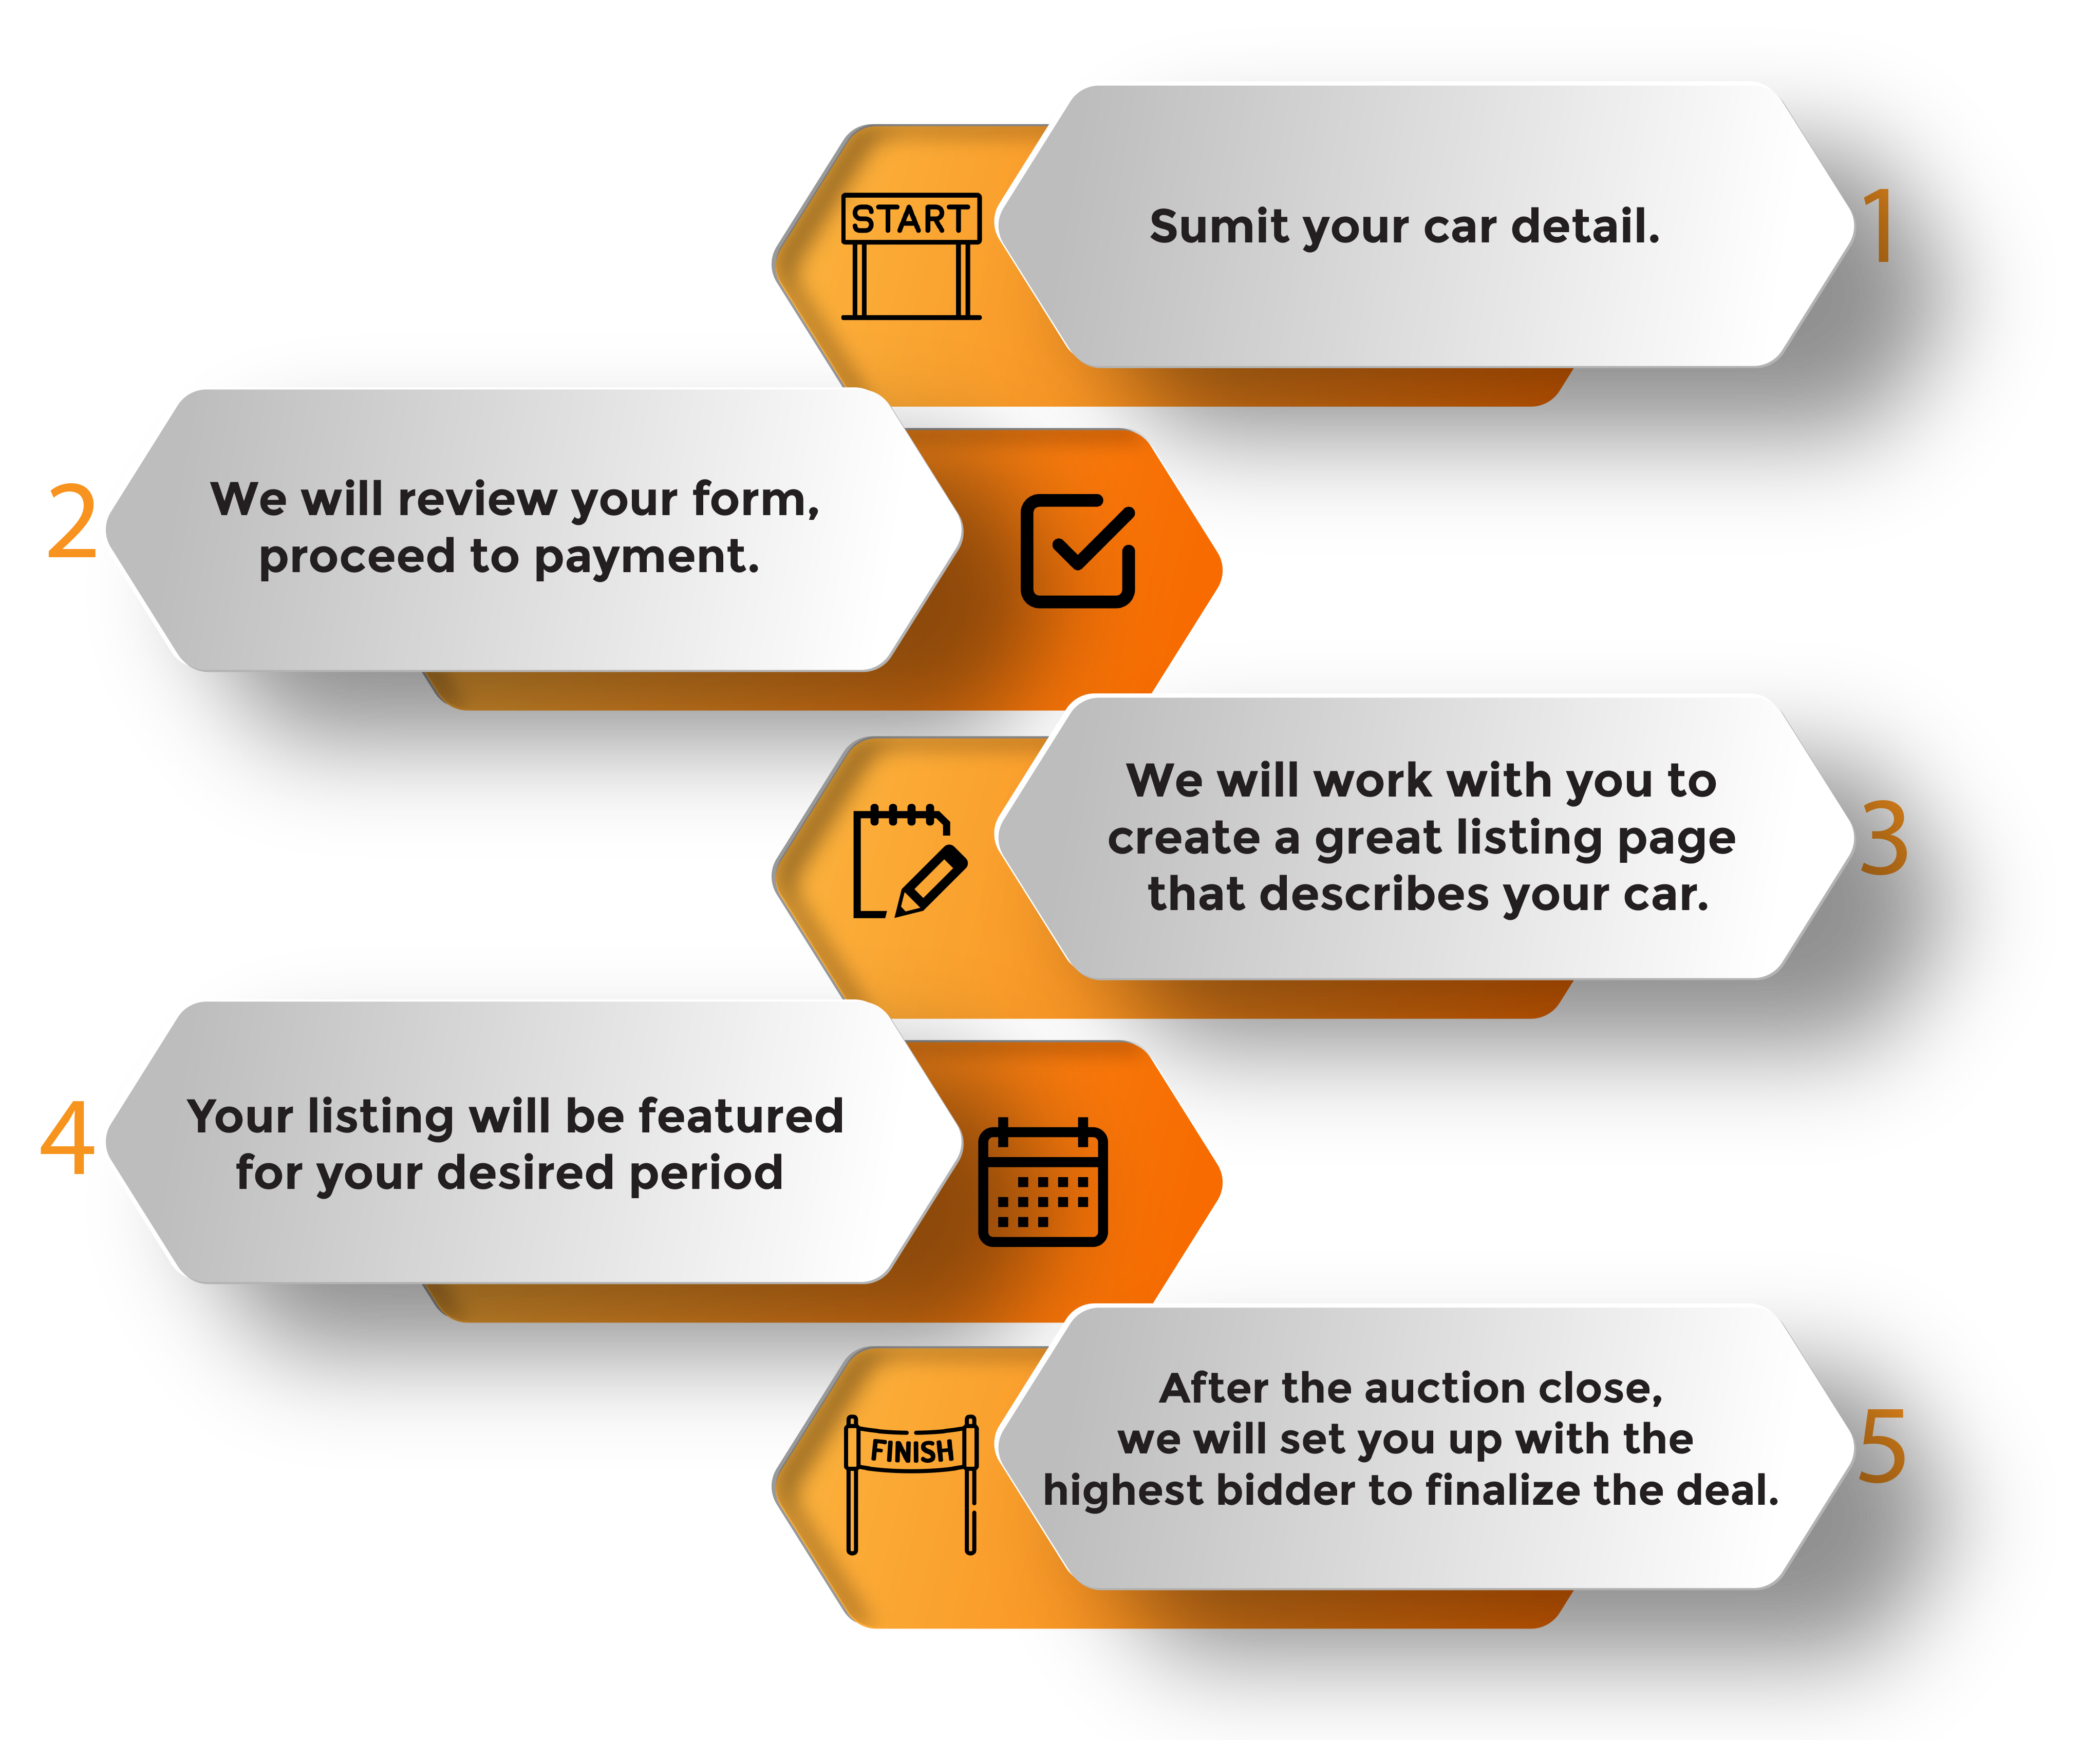 START
Sumit your car detail.
1
2
We will review your form,
proceed to payment.
We will work with you to
create a great listing page
that describes your car.
3
4
Your listing will be featured
for your desired period
FINISH
After the auction close,
we will set you up with the
highest bidder to finalize the deal.
5